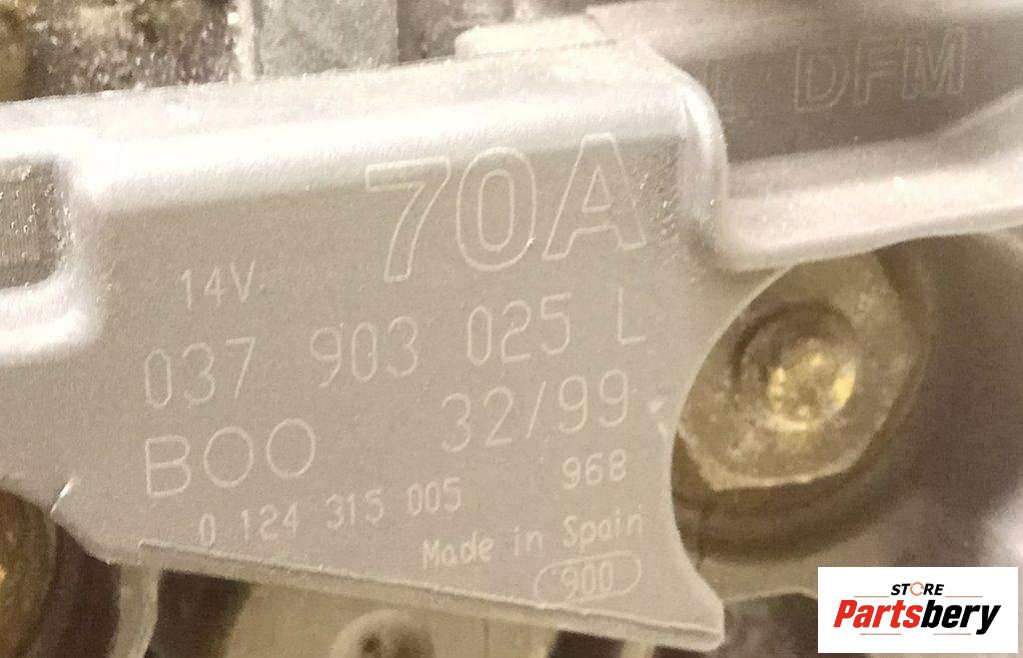 DFM
70A
14V
037 903 025 L
BOO 32/99
0 124 315 005 968
Made in Spain
900
STORE
Partsbery